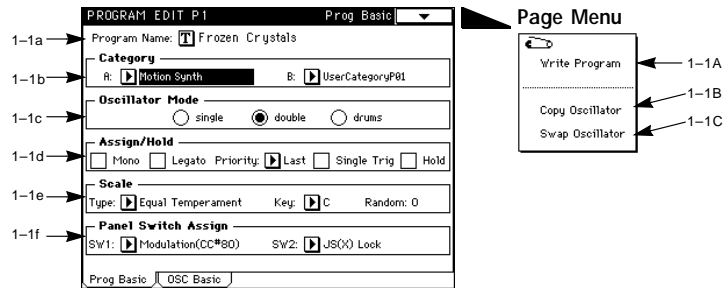 PROGRAM EDIT P1 Prog Basic
Page Menu
1–1a Program Name: T Frozen Crystals
Category
1–1b A: Motion Synth B: UserCategoryP01
Oscillator Mode
1–1c single double drums
Assign/Hold
1–1d Mono Legato Priority: Last Single Trig Hold
Scale
1–1e Type: Equal Temperament Key: C Random: 0
Panel Switch Assign
1–1f SW1: Modulation(CC#80) SW2: JS(X) Lock
Prog Basic OSC Basic
Write Program 1–1A
Copy Oscillator 1–1B
Swap Oscillator 1–1C